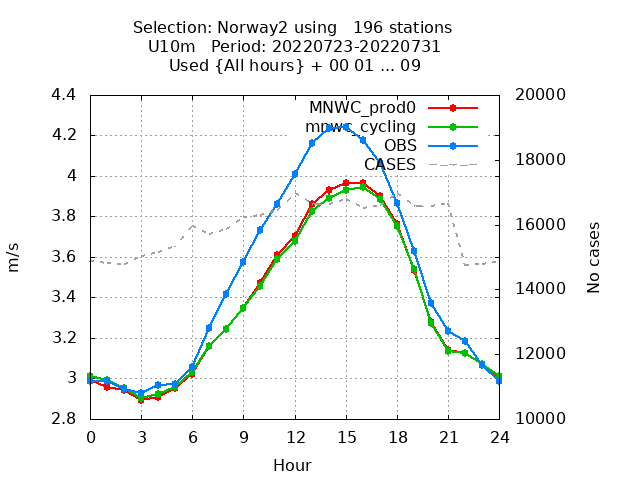 Selection: Norway2 using   196 stations
U10m   Period: 20220723-20220731
Used {All hours} + 00 01 ... 09
MNWC_prod0
mnwc_cycling
OBS
CASES
4.4
4.2
4
3.8
3.6
3.4
3.2
3
2.8
m/s
20000
18000
16000
14000
12000
10000
No cases
0 3 6 9 12 15 18 21 24
Hour